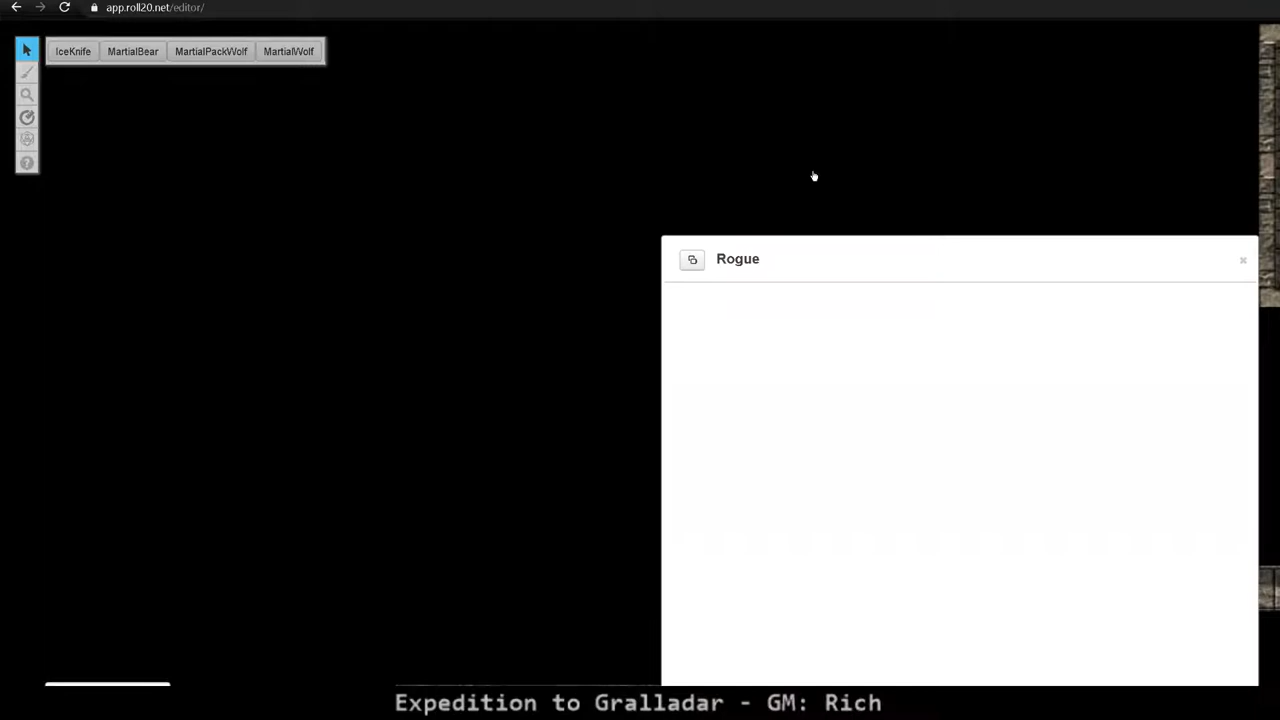 app.roll20.net/editor/
IceKnife MartialBear MartialPackWolf MartialWolf
Rogue
Expedition to Gralladar - GM: Rich